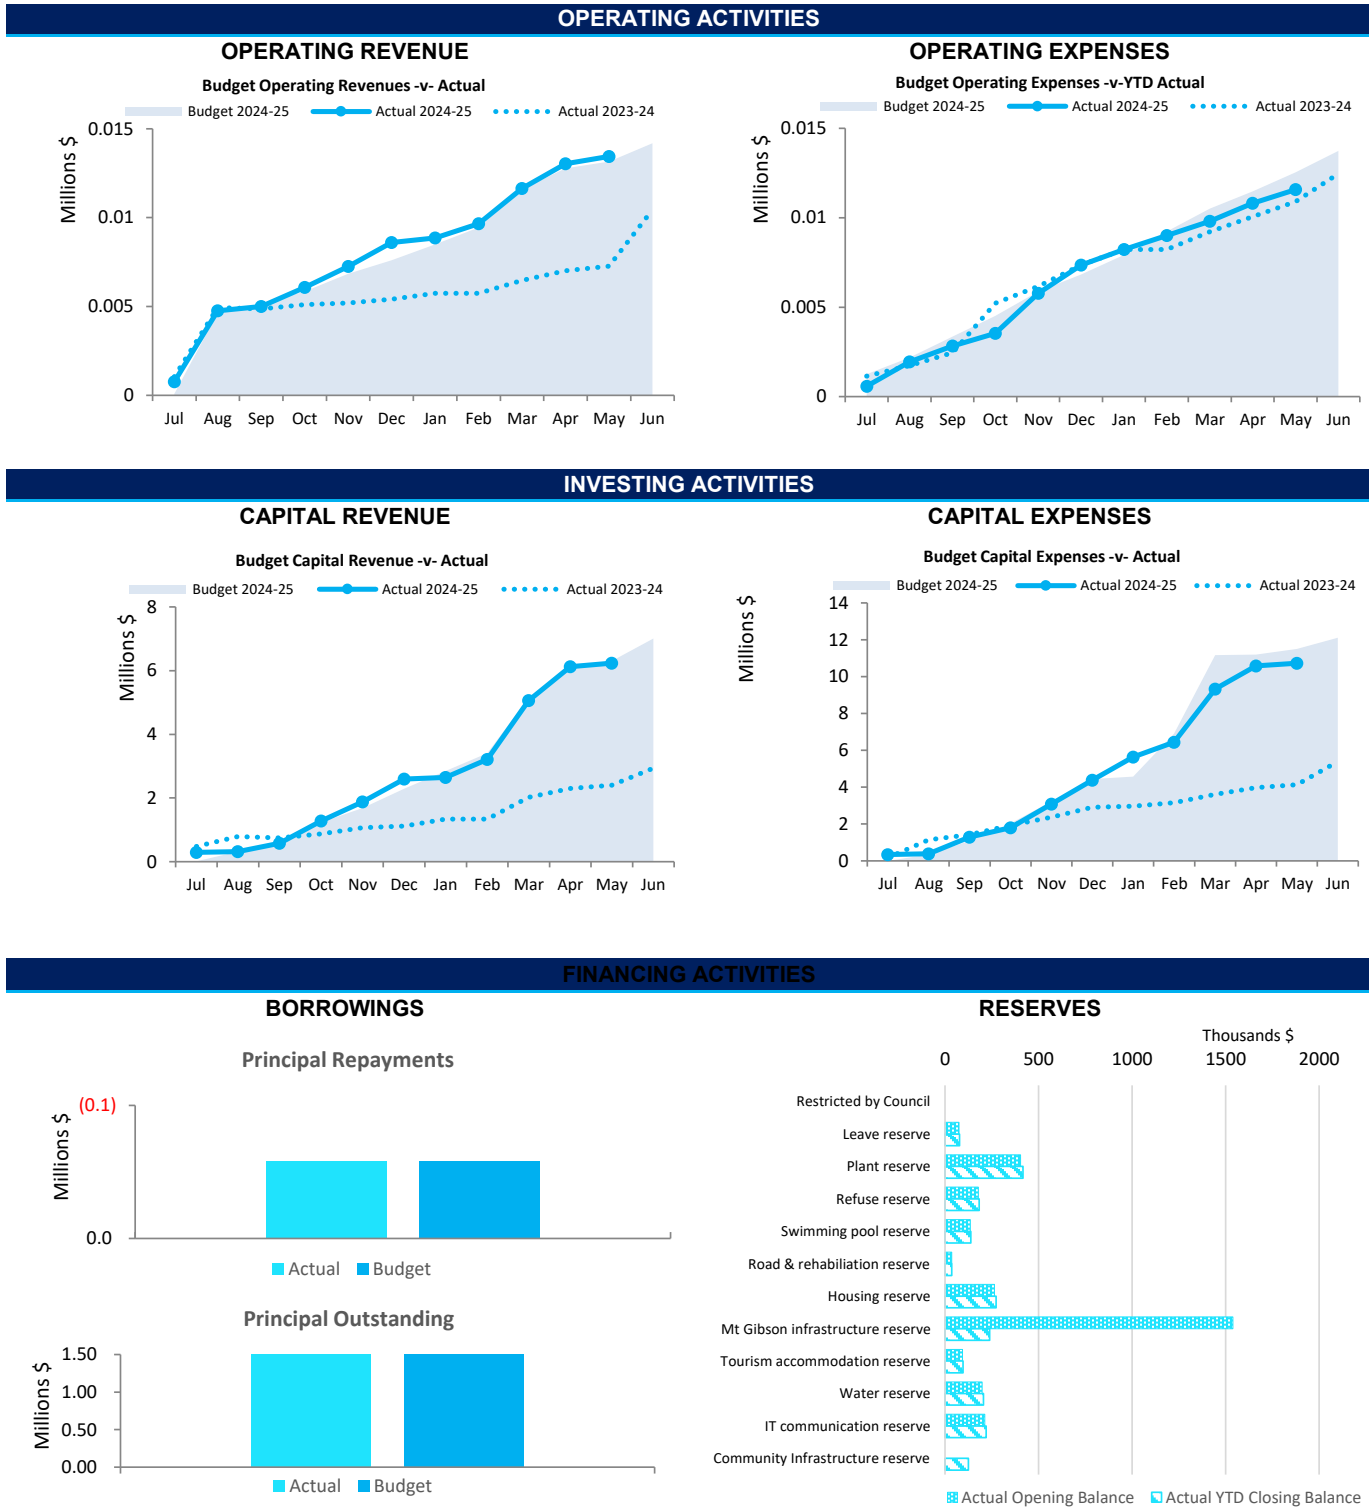 OPERATING ACTIVITIES
OPERATING REVENUE
Budget Operating Revenues -v- Actual
Budget 2024-25 Actual 2024-25 Actual 2023-24
Millions $
0.015
0.01
0.005
0
Jul Aug Sep Oct Nov Dec Jan Feb Mar Apr May Jun
OPERATING EXPENSES
Budget Operating Expenses -v-YTD Actual
Budget 2024-25 Actual 2024-25 Actual 2023-24
Millions $
0.015
0.01
0.005
0
Jul Aug Sep Oct Nov Dec Jan Feb Mar Apr May Jun
INVESTING ACTIVITIES
CAPITAL REVENUE
Budget Capital Revenue -v- Actual
Budget 2024-25 Actual 2024-25 Actual 2023-24
Millions $
8
6
4
2
0
Jul Aug Sep Oct Nov Dec Jan Feb Mar Apr May Jun
CAPITAL EXPENSES
Budget Capital Expenses -v- Actual
Budget 2024-25 Actual 2024-25 Actual 2023-24
Millions $
14
12
10
8
6
4
2
0
Jul Aug Sep Oct Nov Dec Jan Feb Mar Apr May Jun
FINANCING ACTIVITIES
BORROWINGS
Principal Repayments
Millions $
(0.1)
0.0
Actual Budget
Principal Outstanding
Millions $
1.50
1.00
0.50
0.00
Actual Budget
RESERVES
Thousands $
0 500 1000 1500 2000
Restricted by Council
Leave reserve
Plant reserve
Refuse reserve
Swimming pool reserve
Road & rehabiliation reserve
Housing reserve
Mt Gibson infrastructure reserve
Tourism accommodation reserve
Water reserve
IT communication reserve
Community Infrastructure reserve
Actual Opening Balance Actual YTD Closing Balance